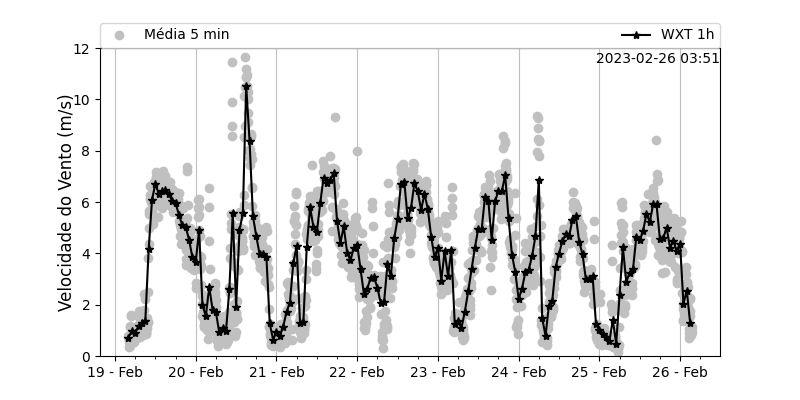 Média 5 min
WXT 1h
2023-02-26 03:51
Velocidade do Vento (m/s)
12
10
8
6
4
2
0
19 - Feb
20 - Feb
21 - Feb
22 - Feb
23 - Feb
24 - Feb
25 - Feb
26 - Feb